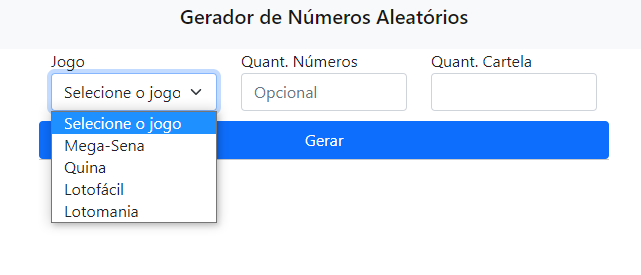 Gerador de Números Aleatórios
Jogo Quant. Números Quant. Cartela
Selecione o jogo Opcional
Selecione o jogo
Mega-Sena Gerar
Quina
Lotofácil
Lotomania